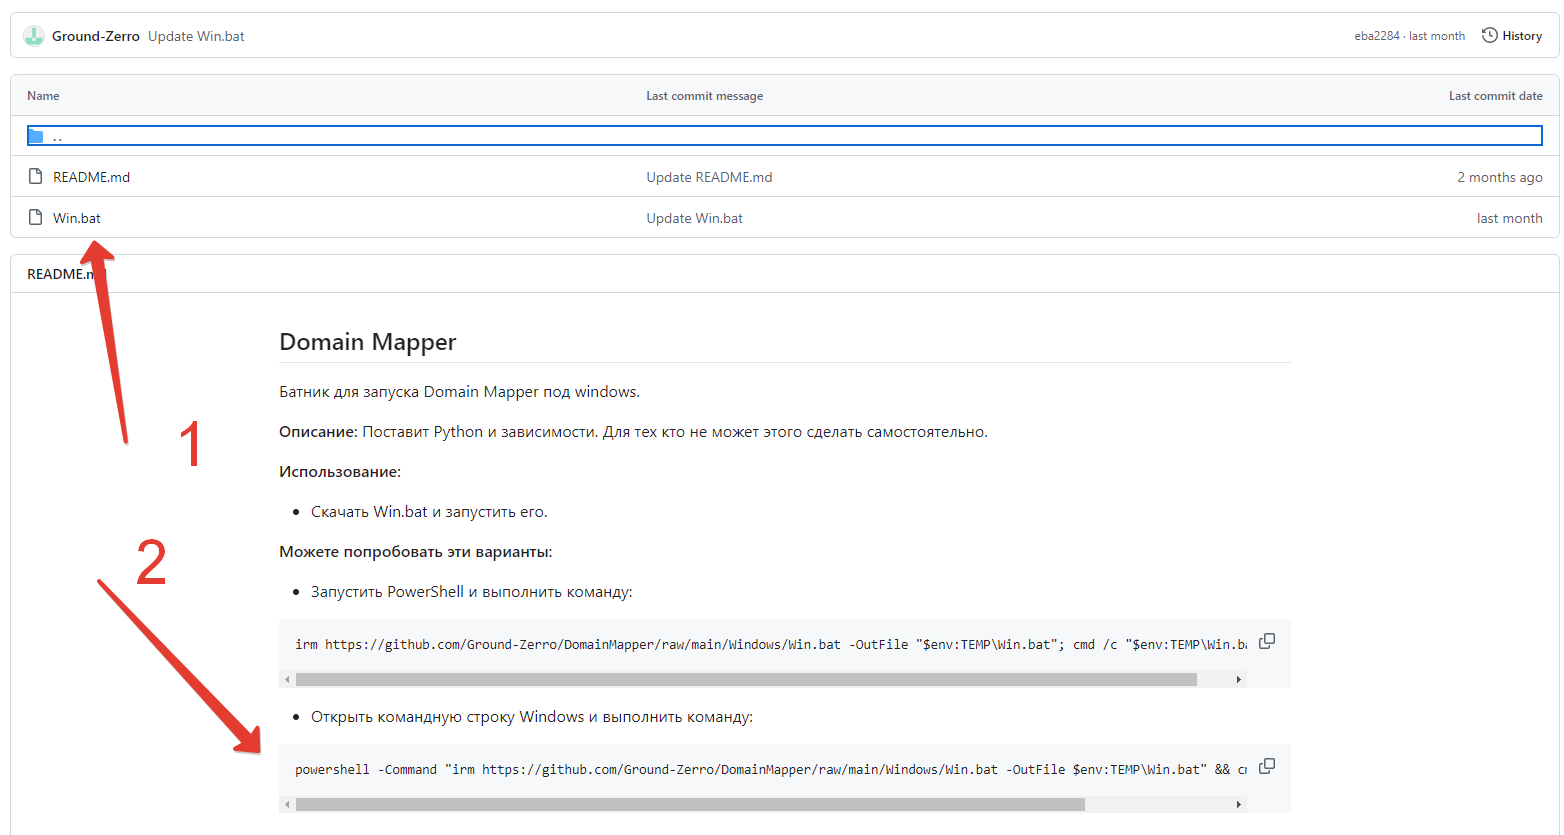 Ground-Zerro Update Win.bat eba2284 · last month History
Name Last commit message Last commit date
..
README.md Update README.md 2 months ago
Win.bat Update Win.bat last month
README.md
Domain Mapper
Батник для запуска Domain Mapper под windows.
Описание: Поставит Python и зависимости. Для тех кто не может этого сделать самостоятельно.
1
Использование:
• Скачать Win.bat и запустить его.
Можете попробовать эти варианты:
2
• Запустить PowerShell и выполнить команду:
irm https://github.com/Ground-Zerro/DomainMapper/raw/main/Windows/Win.bat -OutFile "$env:TEMP\Win.bat"; cmd /c "$env:TEMP\Win.ba
• Открыть командную строку Windows и выполнить команду:
powershell -Command "irm https://github.com/Ground-Zerro/DomainMapper/raw/main/Windows/Win.bat -OutFile $env:TEMP\Win.bat" &&